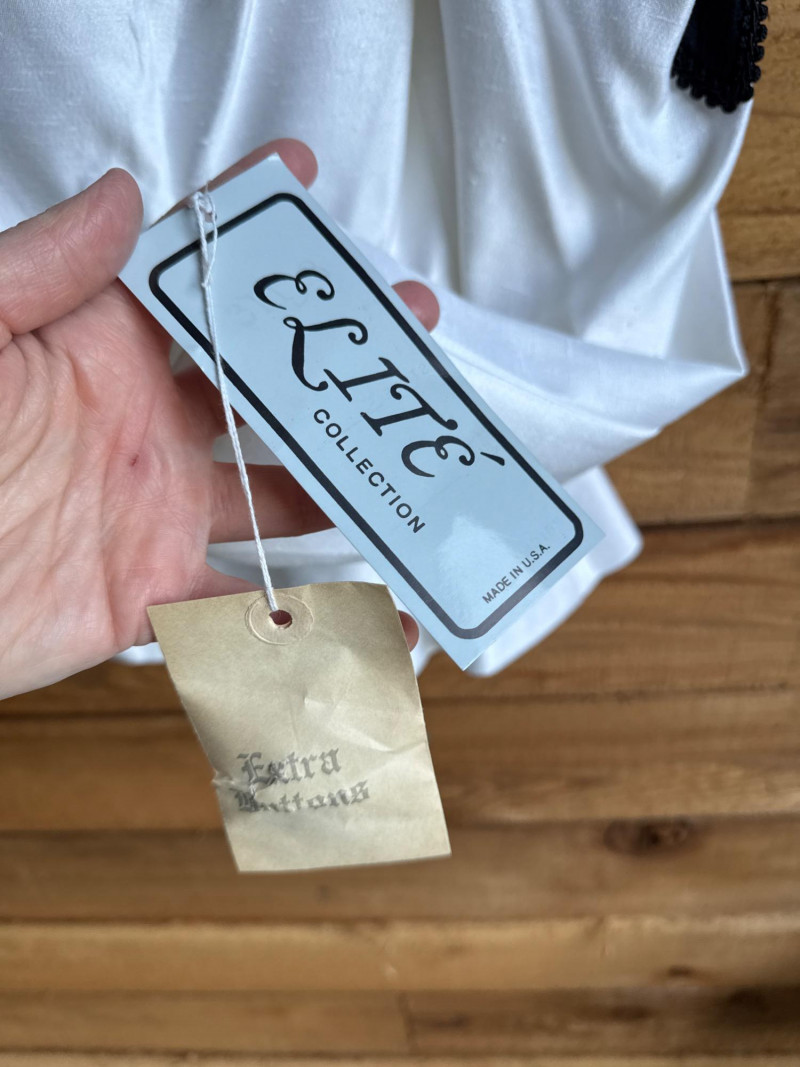 ELITÉ
COLLECTION
MADE IN U.S.A.
Extra
Buttons